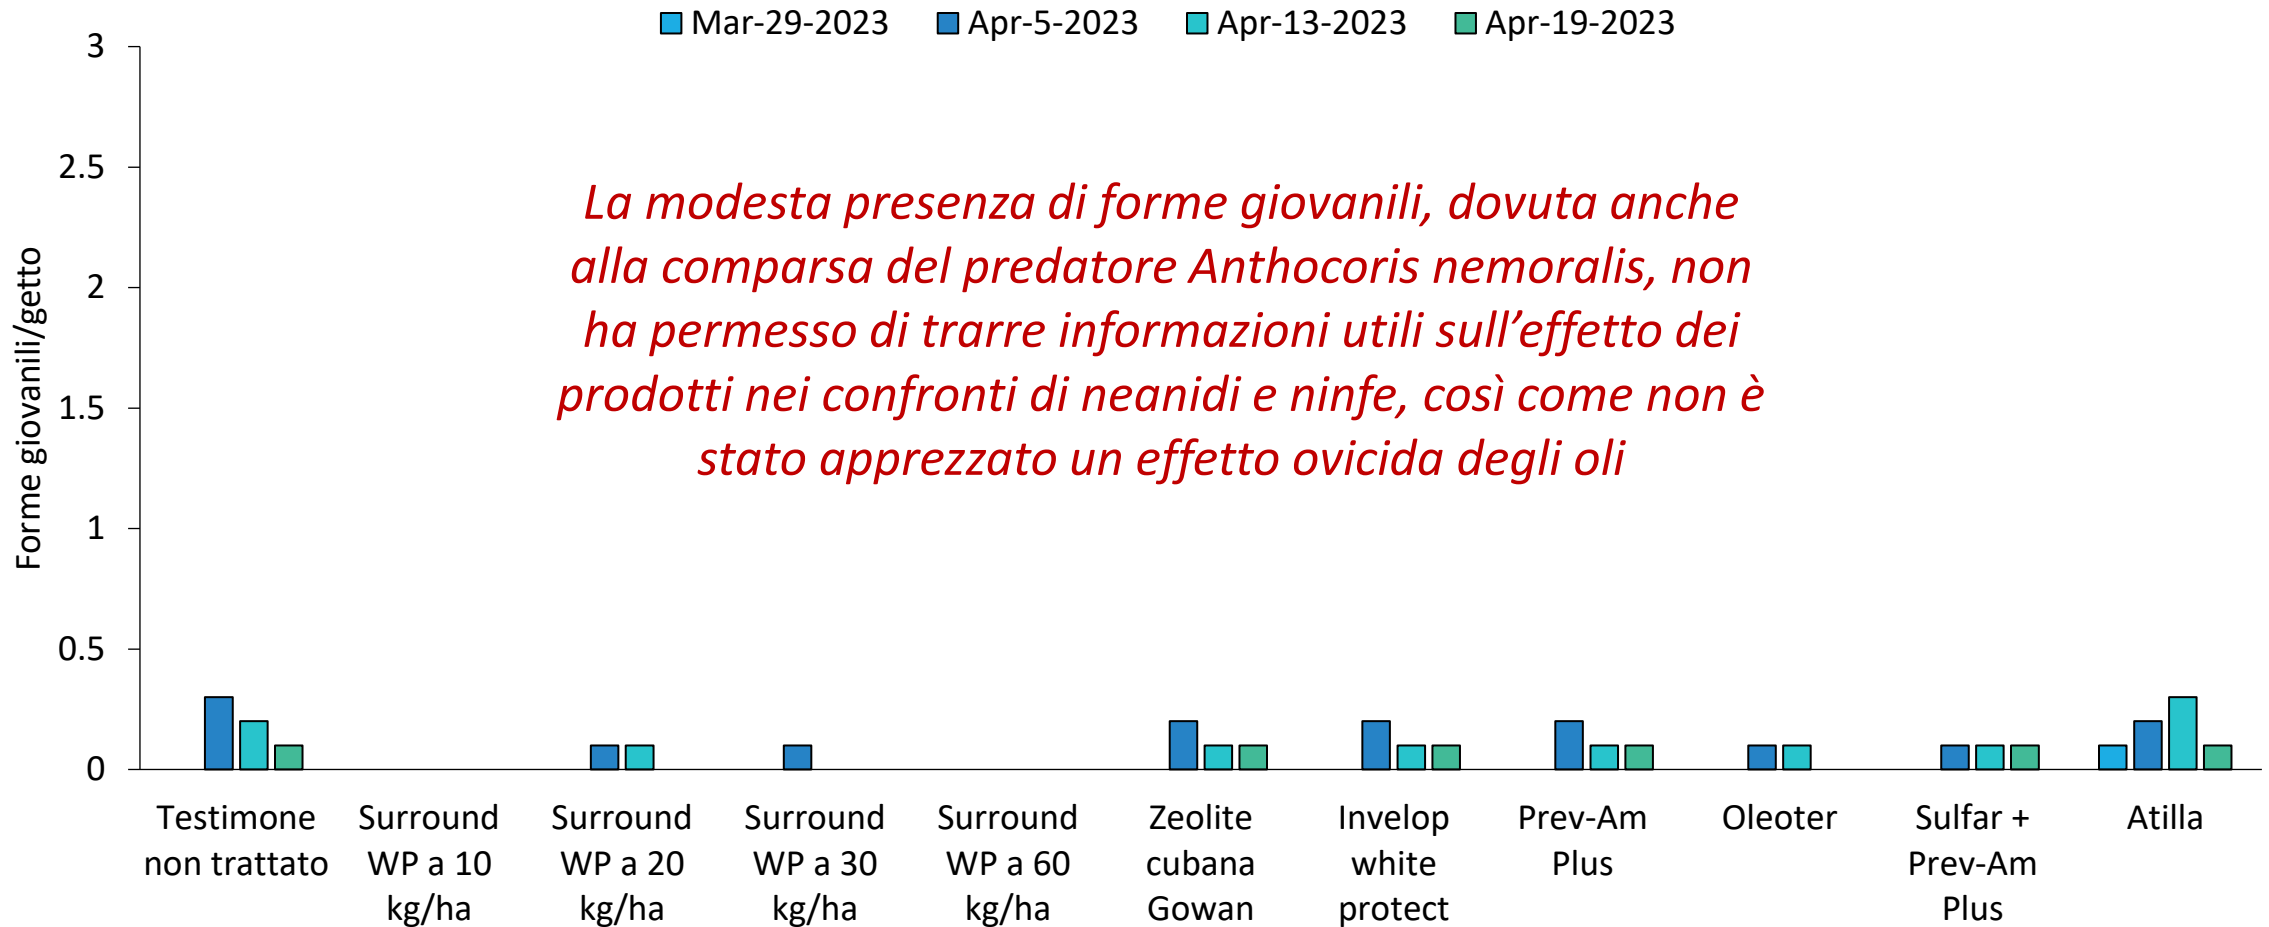 Mar-29-2023 Apr-5-2023 Apr-13-2023 Apr-19-2023
3
2.5
2
1.5
1
0.5
0
Forme giovanili/getto
La modesta presenza di forme giovanili, dovuta anche
alla comparsa del predatore Anthocoris nemoralis, non
ha permesso di trarre informazioni utili sull’effetto dei
prodotti nei confronti di neanidi e ninfe, così come non è
stato apprezzato un effetto ovicida degli oli
Testimone
non trattato
Surround
WP a 10
kg/ha
Surround
WP a 20
kg/ha
Surround
WP a 30
kg/ha
Surround
WP a 60
kg/ha
Zeolite
cubana
Gowan
Invelop
white
protect
Prev-Am
Plus
Oleoter
Sulfar +
Prev-Am
Plus
Atilla